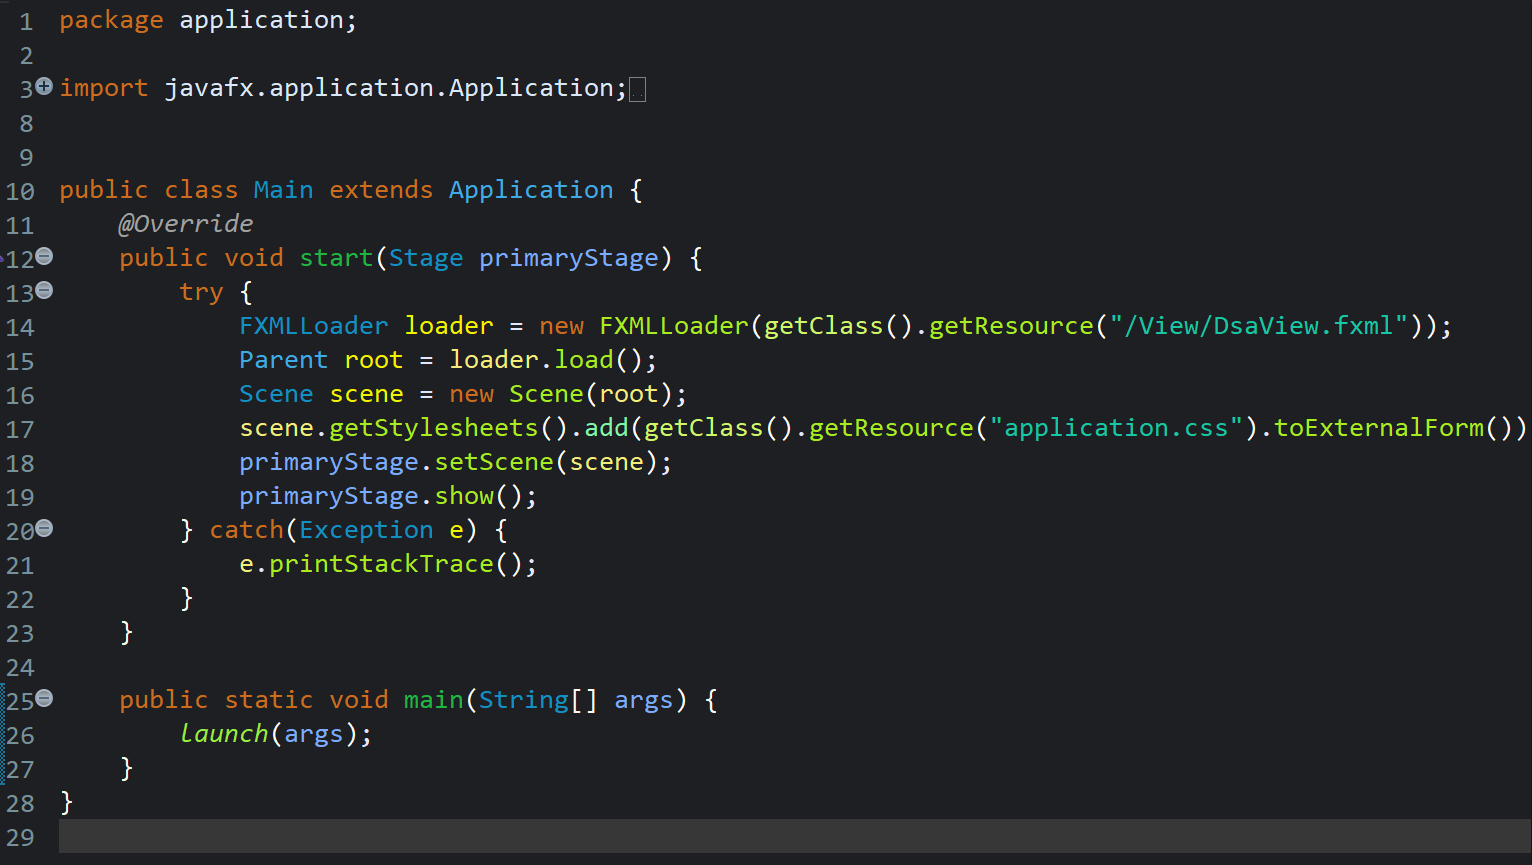 1 package application;
2
3 import javafx.application.Application;
8
9
10 public class Main extends Application {
11 @Override
12 public void start(Stage primaryStage) {
13 try {
14 FXMLLoader loader = new FXMLLoader(getClass().getResource("/View/DsaView.fxml"));
15 Parent root = loader.load();
16 Scene scene = new Scene(root);
17 scene.getStylesheets().add(getClass().getResource("application.css").toExternalForm())
18 primaryStage.setScene(scene);
19 primaryStage.show();
20 } catch(Exception e) {
21 e.printStackTrace();
22 }
23 }
24
25 public static void main(String[] args) {
26 launch(args);
27 }
28 }
29